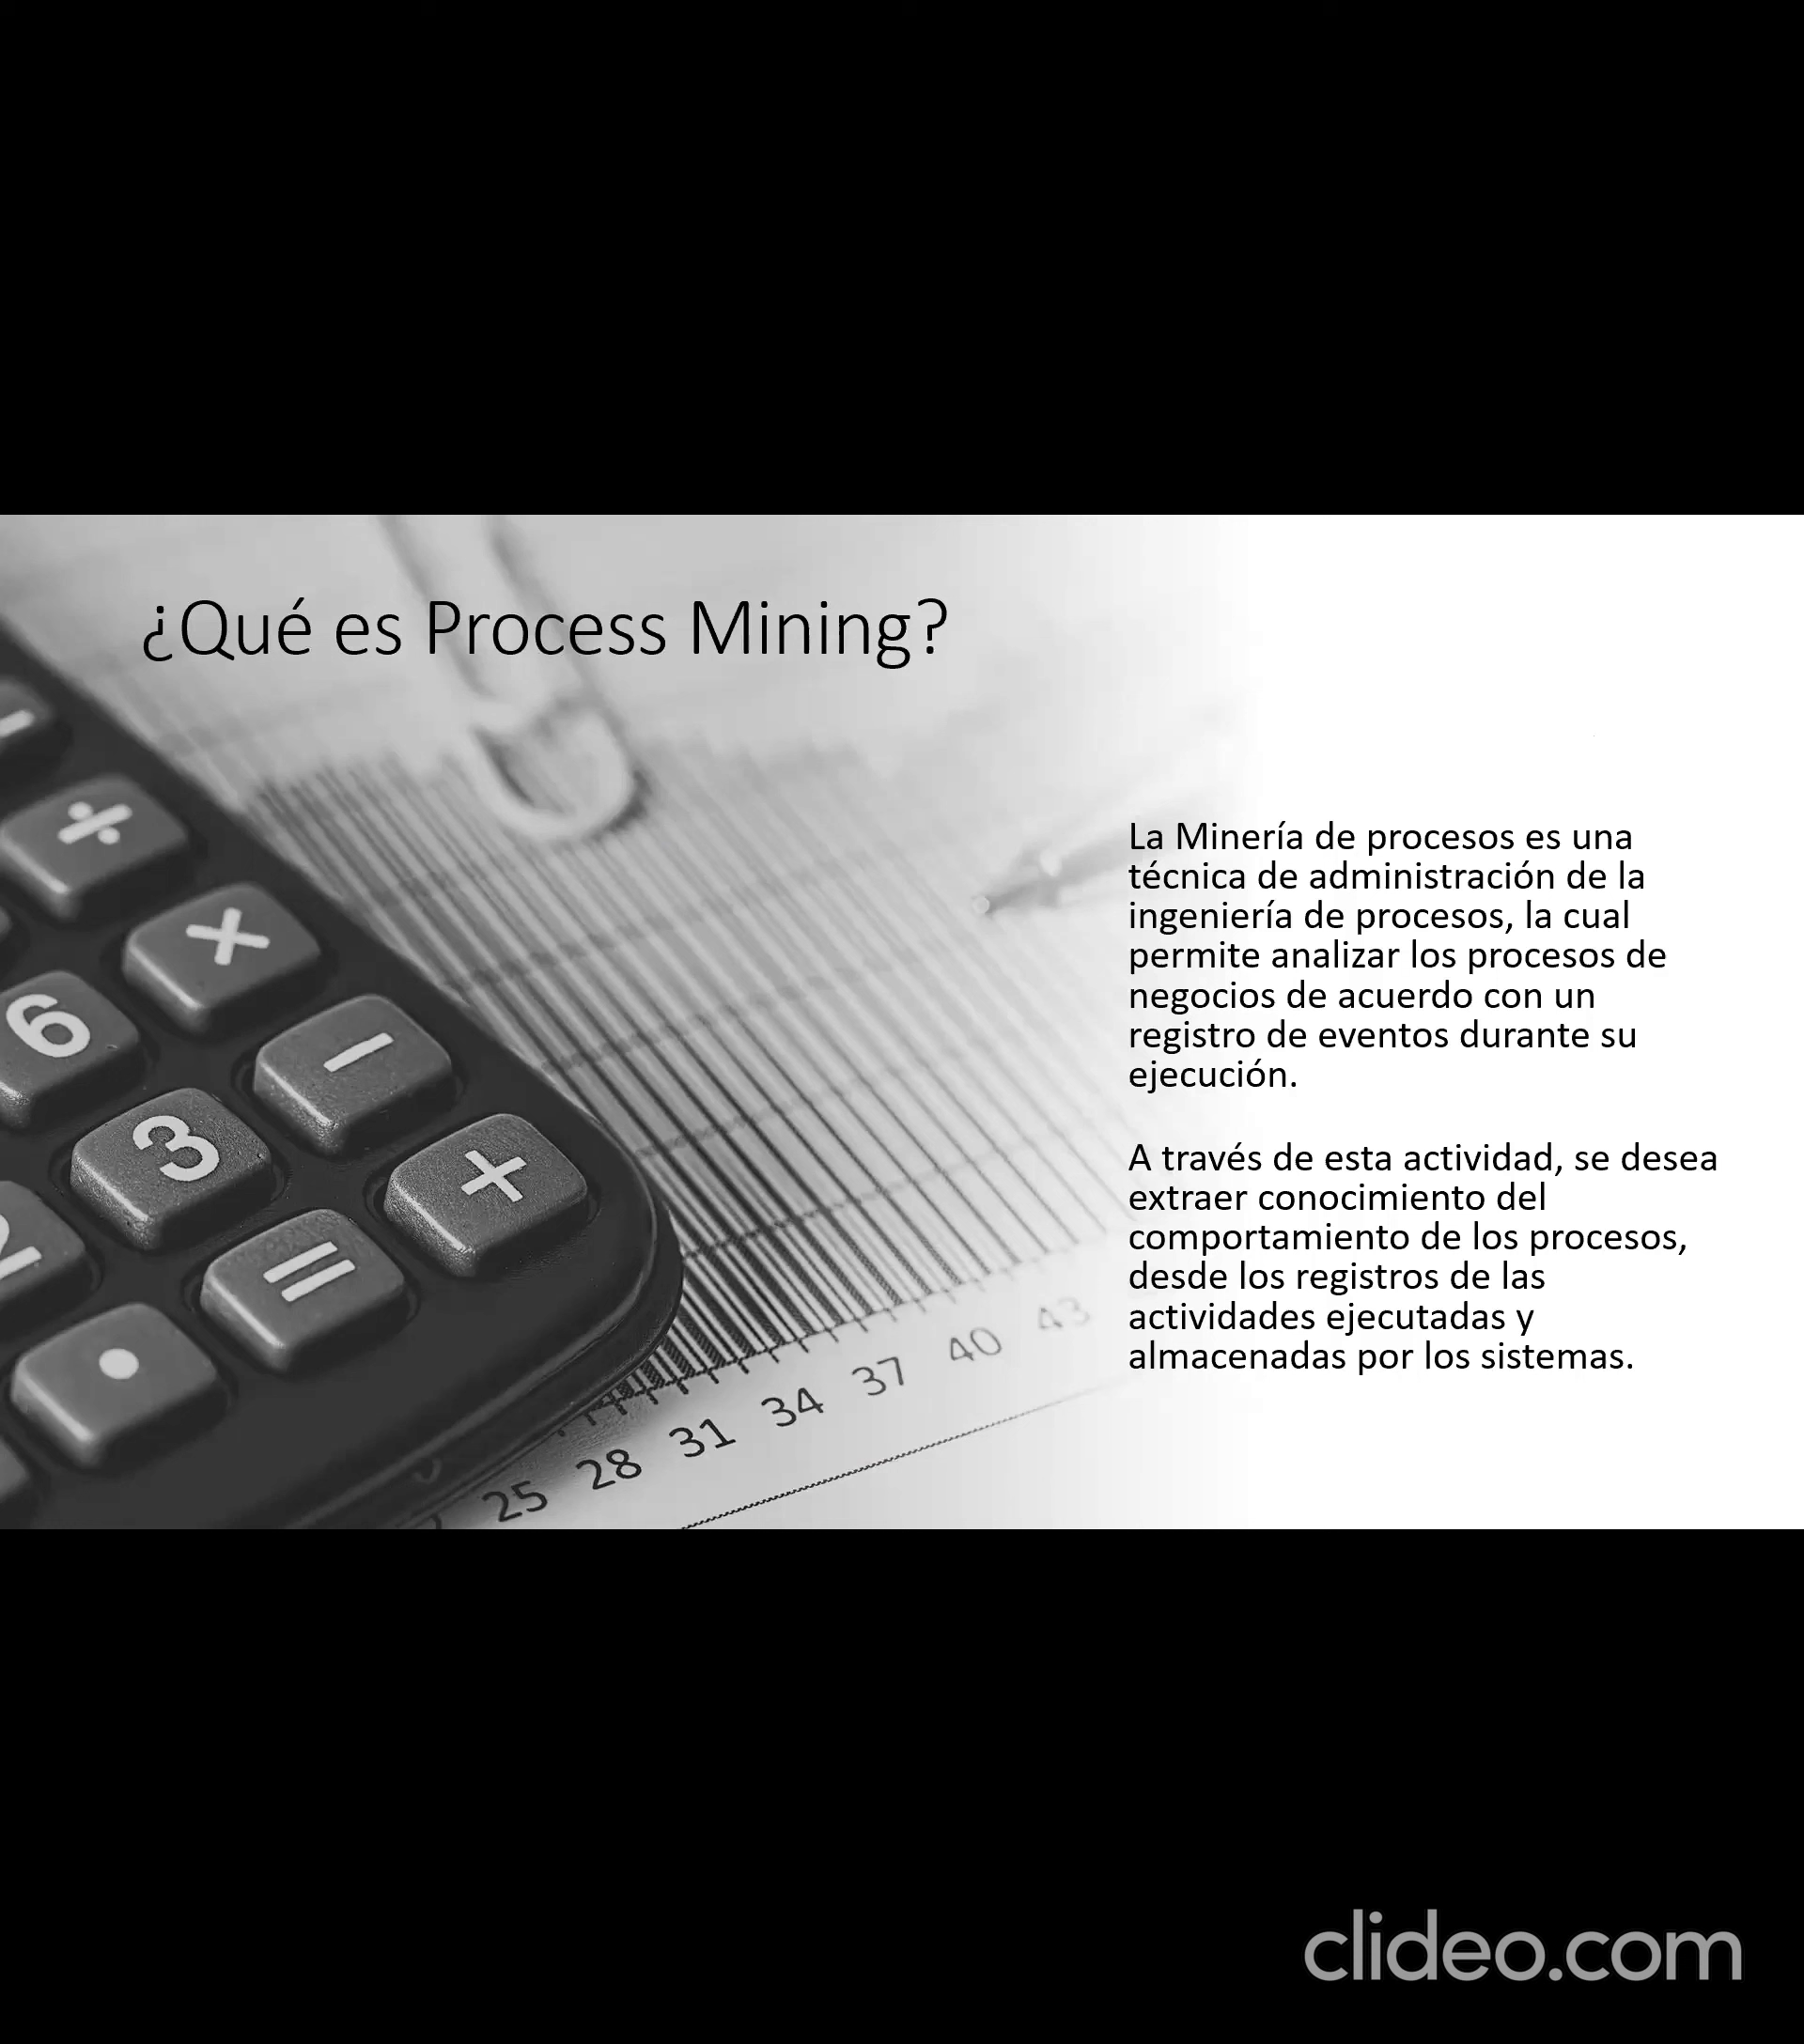 ¿Qué es Process Mining?
La Minería de procesos es una
técnica de administración de la
ingeniería de procesos, la cual
permite analizar los procesos de
negocios de acuerdo con un
registro de eventos durante su
ejecución.
A través de esta actividad, se desea
extraer conocimiento del
comportamiento de los procesos,
desde los registros de las
actividades ejecutadas y
almacenadas por los sistemas.
÷
×
6 −
3 +
2 =
25 28 31 34 37 40 43
clideo.com